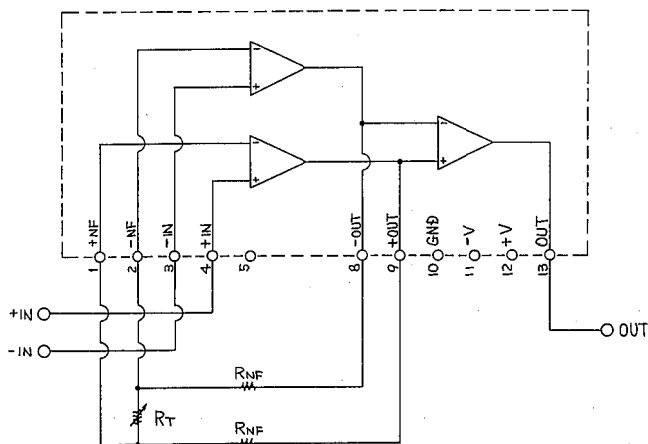 -
+
-
+
-
+
+NF
-NF
-IN
+IN
-OUT
+OUT
GND
-V
+V
OUT
1
2
3
4
5
8
9
10
11
12
13
+IN
-IN
OUT
RNF
RT
RNF